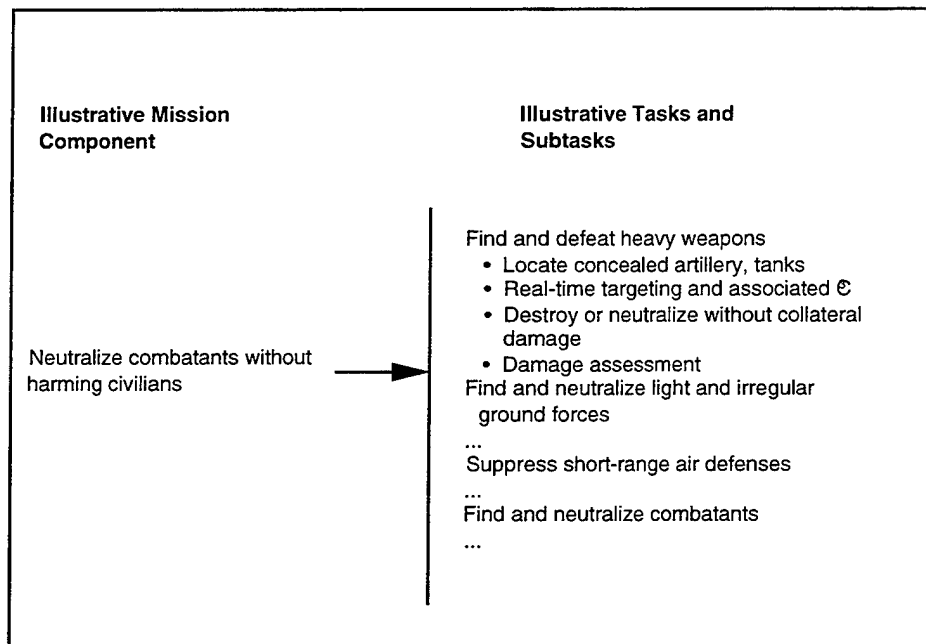 Illustrative Mission
Component
Illustrative Tasks and
Subtasks
Neutralize combatants without
harming civilians
Find and defeat heavy weapons
• Locate concealed artillery, tanks
• Real-time targeting and associated
• Destroy or neutralize without collateral
damage
• Damage assessment
Find and neutralize light and irregular
ground forces
...
Suppress short-range air defenses
...
Find and neutralize combatants
...